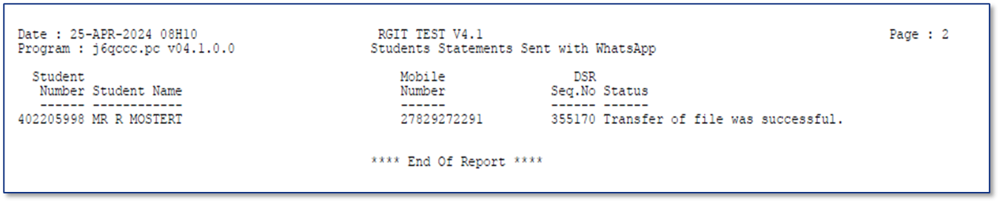 Date : 25-APR-2024 08H10 RGIT TEST V4.1 Page : 2
Program : j6qccc.pc v04.1.0.0 Students Statements Sent with WhatsApp
Student Mobile DSR
Number Student Name Number Seq.No Status
------ ------------ ------ ------ ------
402205998 MR R MOSTERT 27829272291 355170 Transfer of file was successful.
**** End Of Report ****